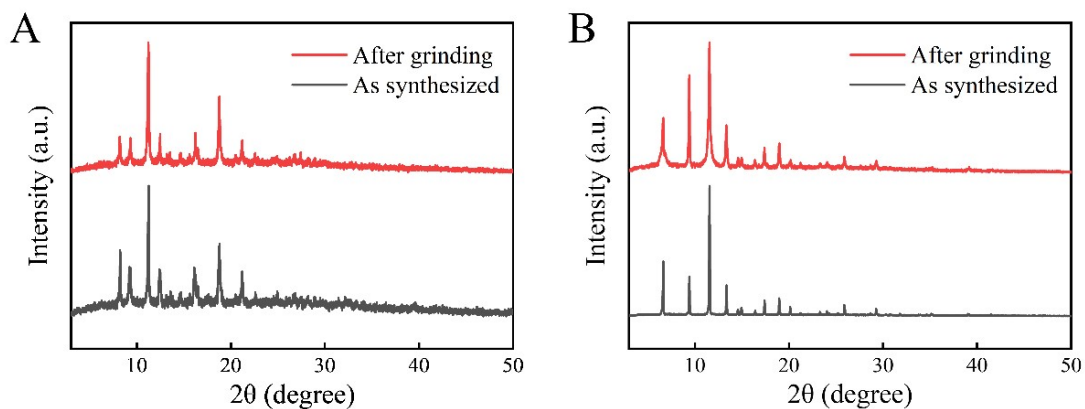 A
After grinding
As synthesized
Intensity (a.u.)
10 20 30 40 50
2θ (degree)
B
After grinding
As synthesized
Intensity (a.u.)
10 20 30 40 50
2θ (degree)